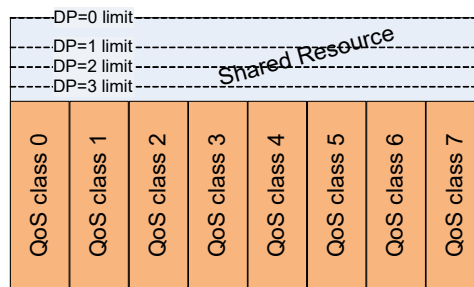 DP=0 limit
DP=1 limit
DP=2 limit
DP=3 limit
Shared Resource
QoS class 0
QoS class 1
QoS class 2
QoS class 3
QoS class 4
QoS class 5
QoS class 6
QoS class 7